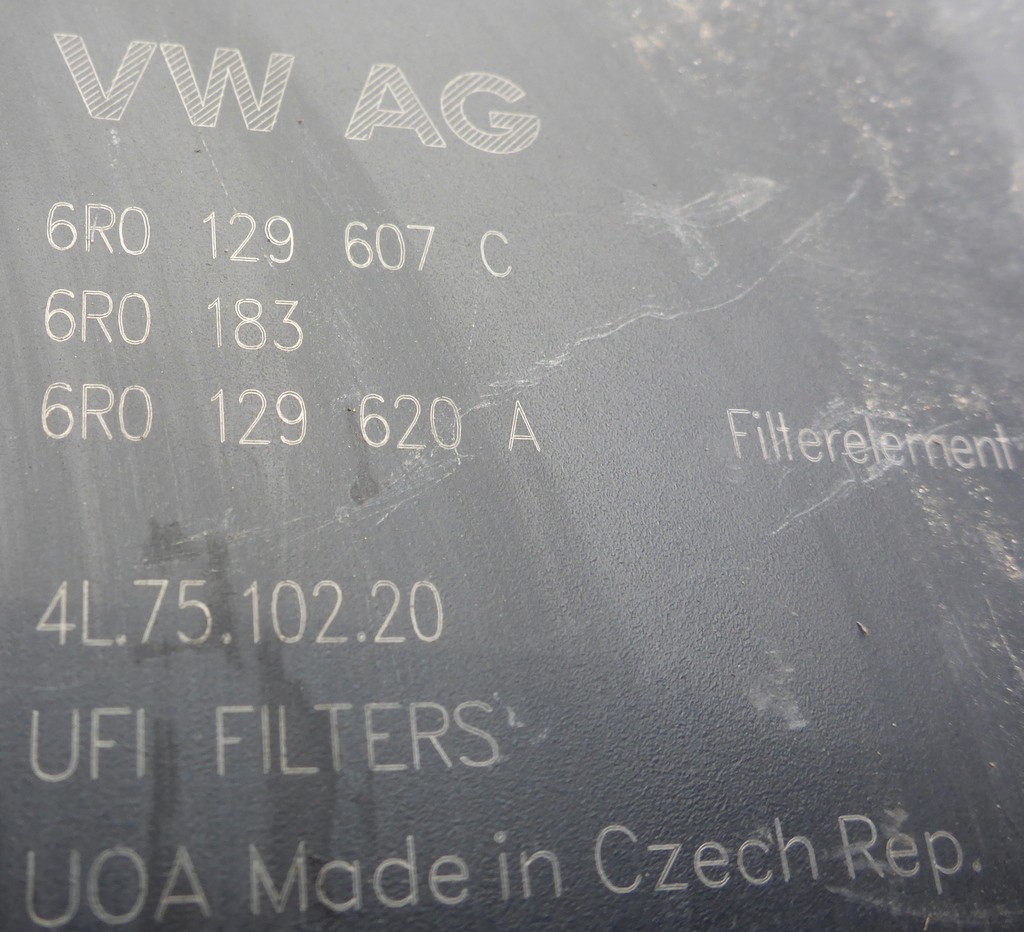 VW AG
6R0 129 607 C
6R0 183
6R0 129 620 A Filterelement
4L.75.102.20
UFI FILTERS
UOA Made in Czech Rep.